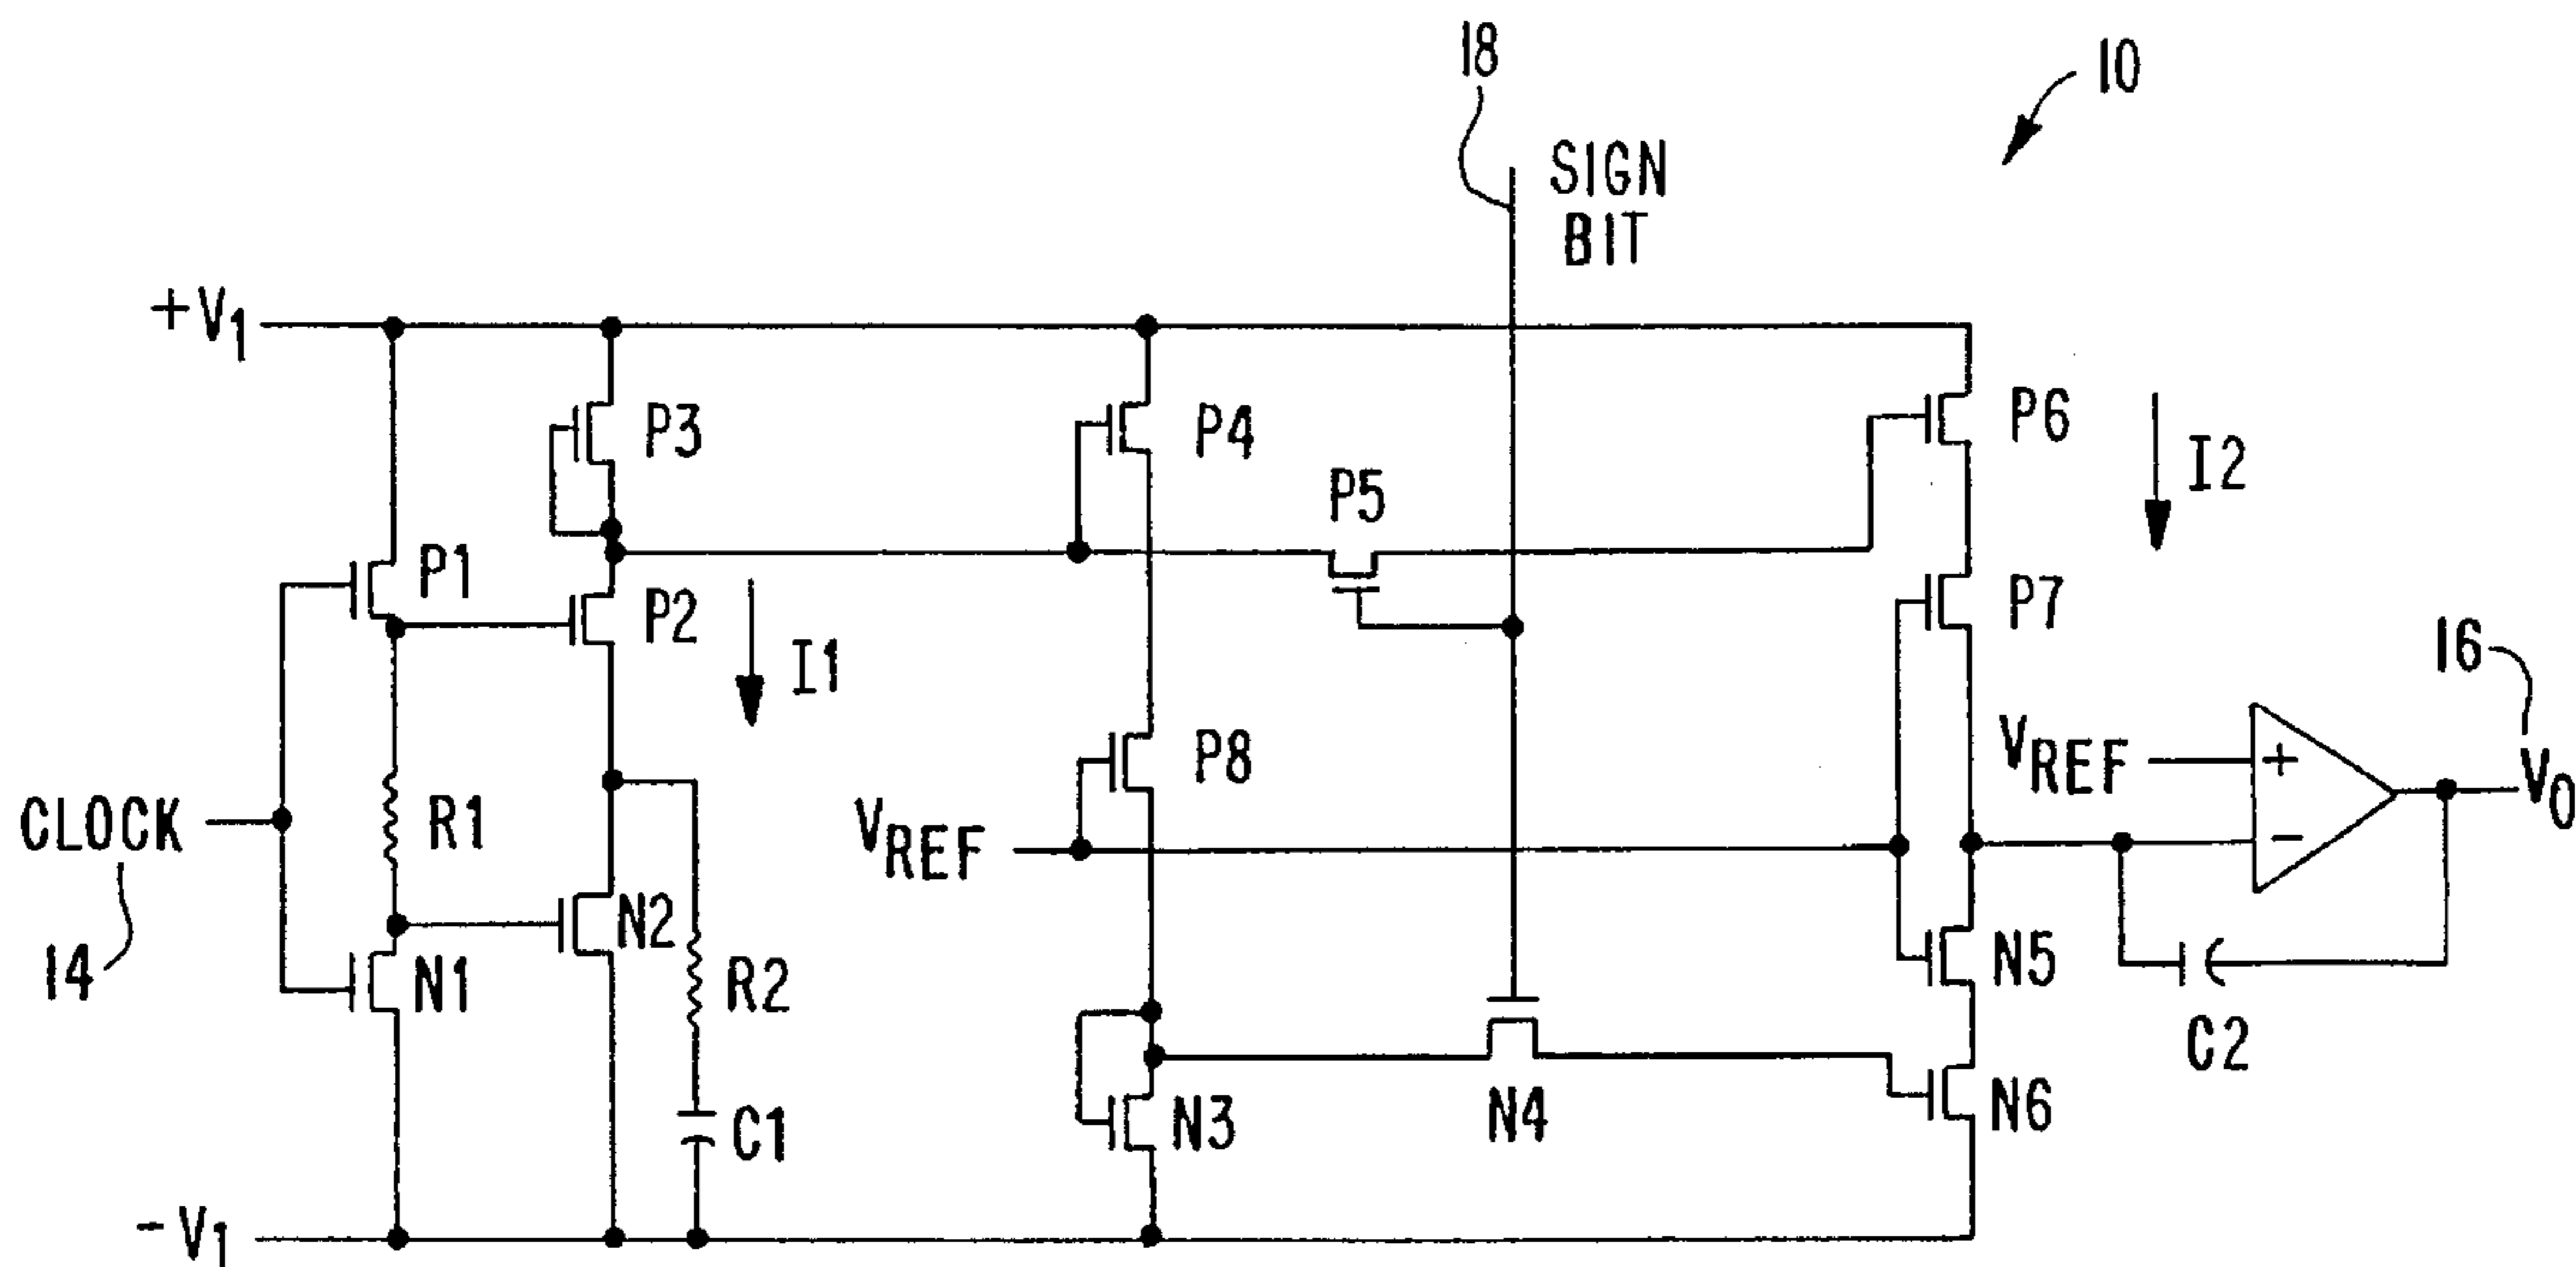 18
10
SIGN
BIT
+V1
P3
P4
P6
I2
P5
P1
P2
P7
I1
16
VREF
P8
CLOCK
R1
VREF
V0
N2
14
N1
R2
N5
C2
C1
N3
N4
N6
-V1